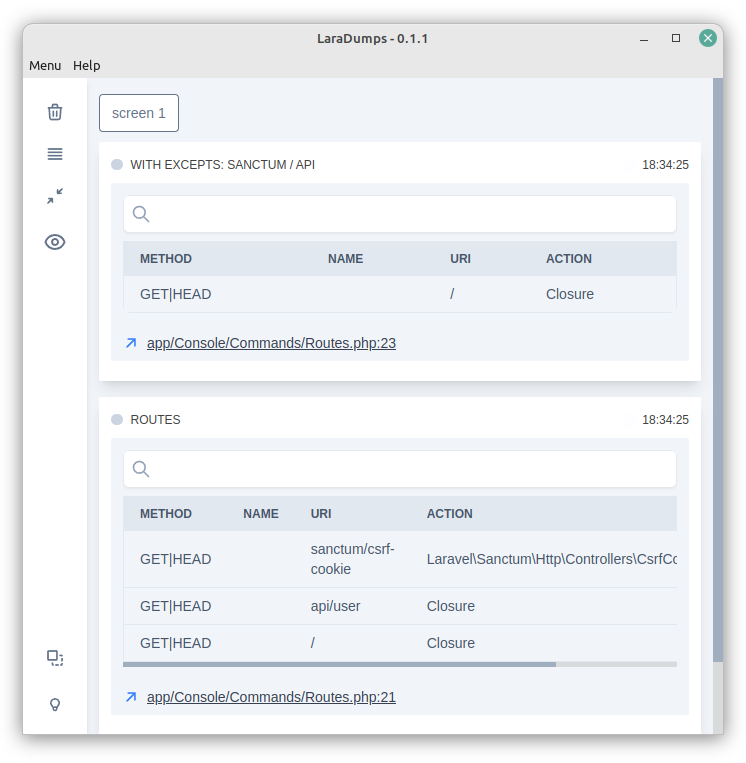 LaraDumps - 0.1.1
Menu Help
screen 1
WITH EXCEPTS: SANCTUM / API 18:34:25
METHOD NAME URI ACTION
GET|HEAD / Closure
app/Console/Commands/Routes.php:23
ROUTES 18:34:25
METHOD NAME URI ACTION
GET|HEAD sanctum/csrf-cookie Laravel\Sanctum\Http\Controllers\CsrfCo
GET|HEAD api/user Closure
GET|HEAD / Closure
app/Console/Commands/Routes.php:21